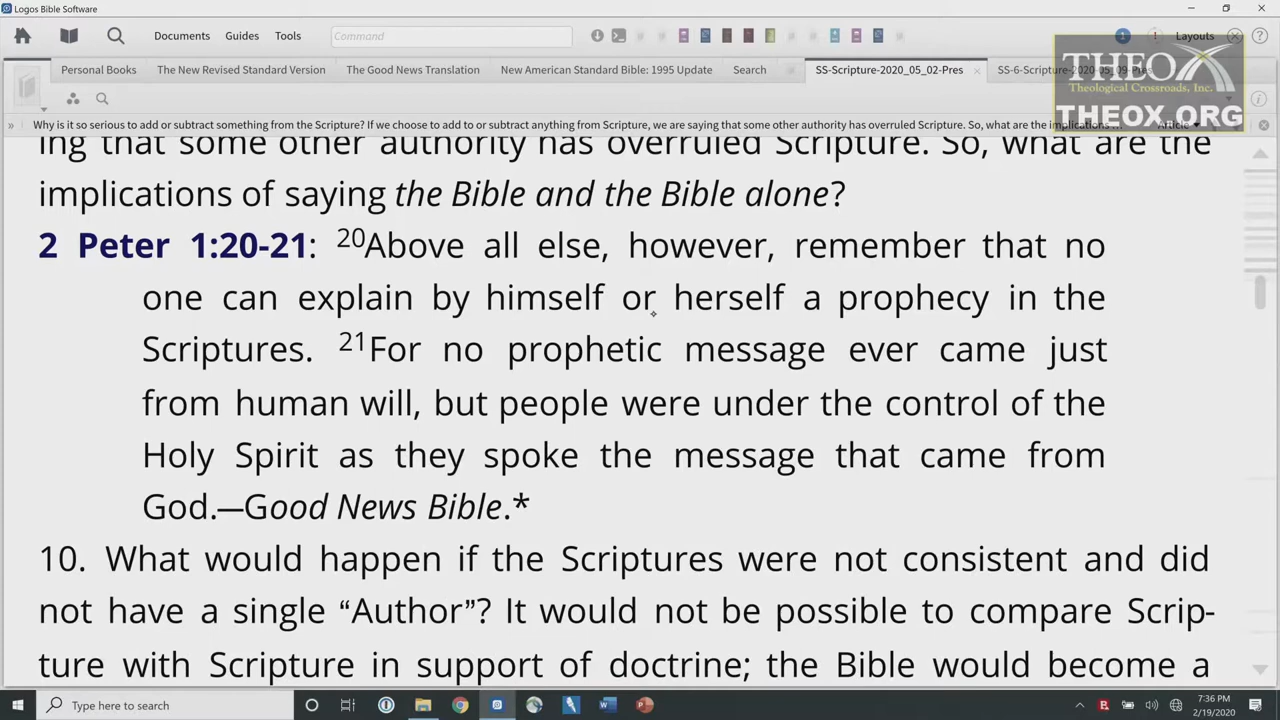 Logos Bible Software
Documents Guides Tools Command Layouts
Personal Books The New Revised Standard Version The New Living Translation New American Standard Bible: 1995 Update Search SS-Scripture-2020_05_02-Pres SS-6-Scripture-2020-05_09-Pres
THEOX
Theological Crossroads, Inc.
THEOX.ORG
Why is it so serious to add or subtract something from the Scripture? If we choose to add to or subtract anything from Scripture, we are saying that some other authority has overruled Scripture. So, what are the implications ... Article
ing that some other authority has overruled Scripture. So, what are the
implications of saying the Bible and the Bible alone?
2 Peter 1:20-21: 20Above all else, however, remember that no
one can explain by himself or herself a prophecy in the
Scriptures. 21For no prophetic message ever came just
from human will, but people were under the control of the
Holy Spirit as they spoke the message that came from
God.—Good News Bible.*
10. What would happen if the Scriptures were not consistent and did
not have a single “Author”? It would not be possible to compare Scrip-
ture with Scripture in support of doctrine; the Bible would become a
Type here to search
7:36 PM
2/19/2020